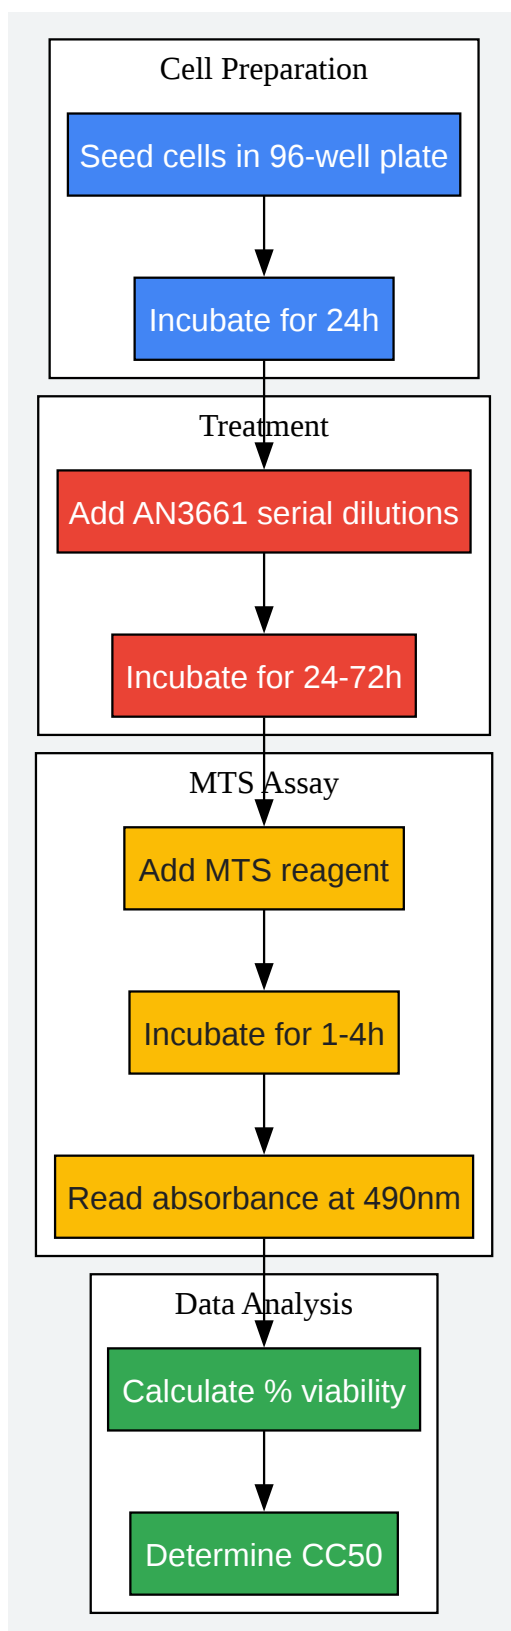 Cell Preparation
Seed cells in 96-well plate
Incubate for 24h
Treatment
Add AN3661 serial dilutions
Incubate for 24-72h
MTS Assay
Add MTS reagent
Incubate for 1-4h
Read absorbance at 490nm
Data Analysis
Calculate % viability
Determine CC50